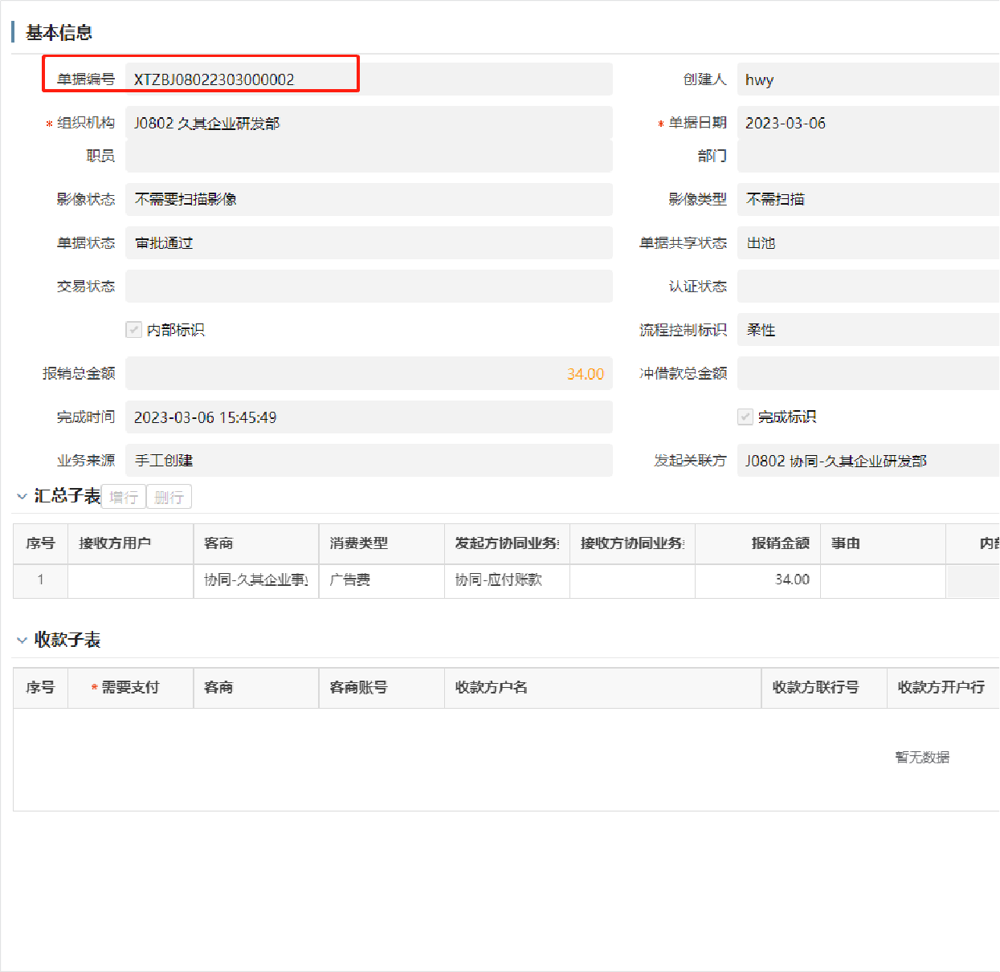 基本信息
单据编号 XTZBJ08022303000002 创建人 hwy
* 组织机构 J0802 久其企业研发部 * 单据日期 2023-03-06
职员 部门
影像状态 不需要扫描影像 影像类型 不需扫描
单据状态 审批通过 单据共享状态 出池
交易状态 认证状态
内部标识 流程控制标识 柔性
报销总金额 34.00 冲借款总金额
完成时间 2023-03-06 15:45:49 完成标识
业务来源 手工创建 发起关联方 J0802 协同-久其企业研发部
汇总子表 增行 删行
序号 接收方用户 客商 消费类型 发起方协同业务 接收方协同业务 报销金额 事由 内
1 协同-久其企业事 广告费 协同-应付账款 34.00
收款子表
序号 * 需要支付 客商 客商账号 收款方户名 收款方联行号 收款方开户行
暂无数据